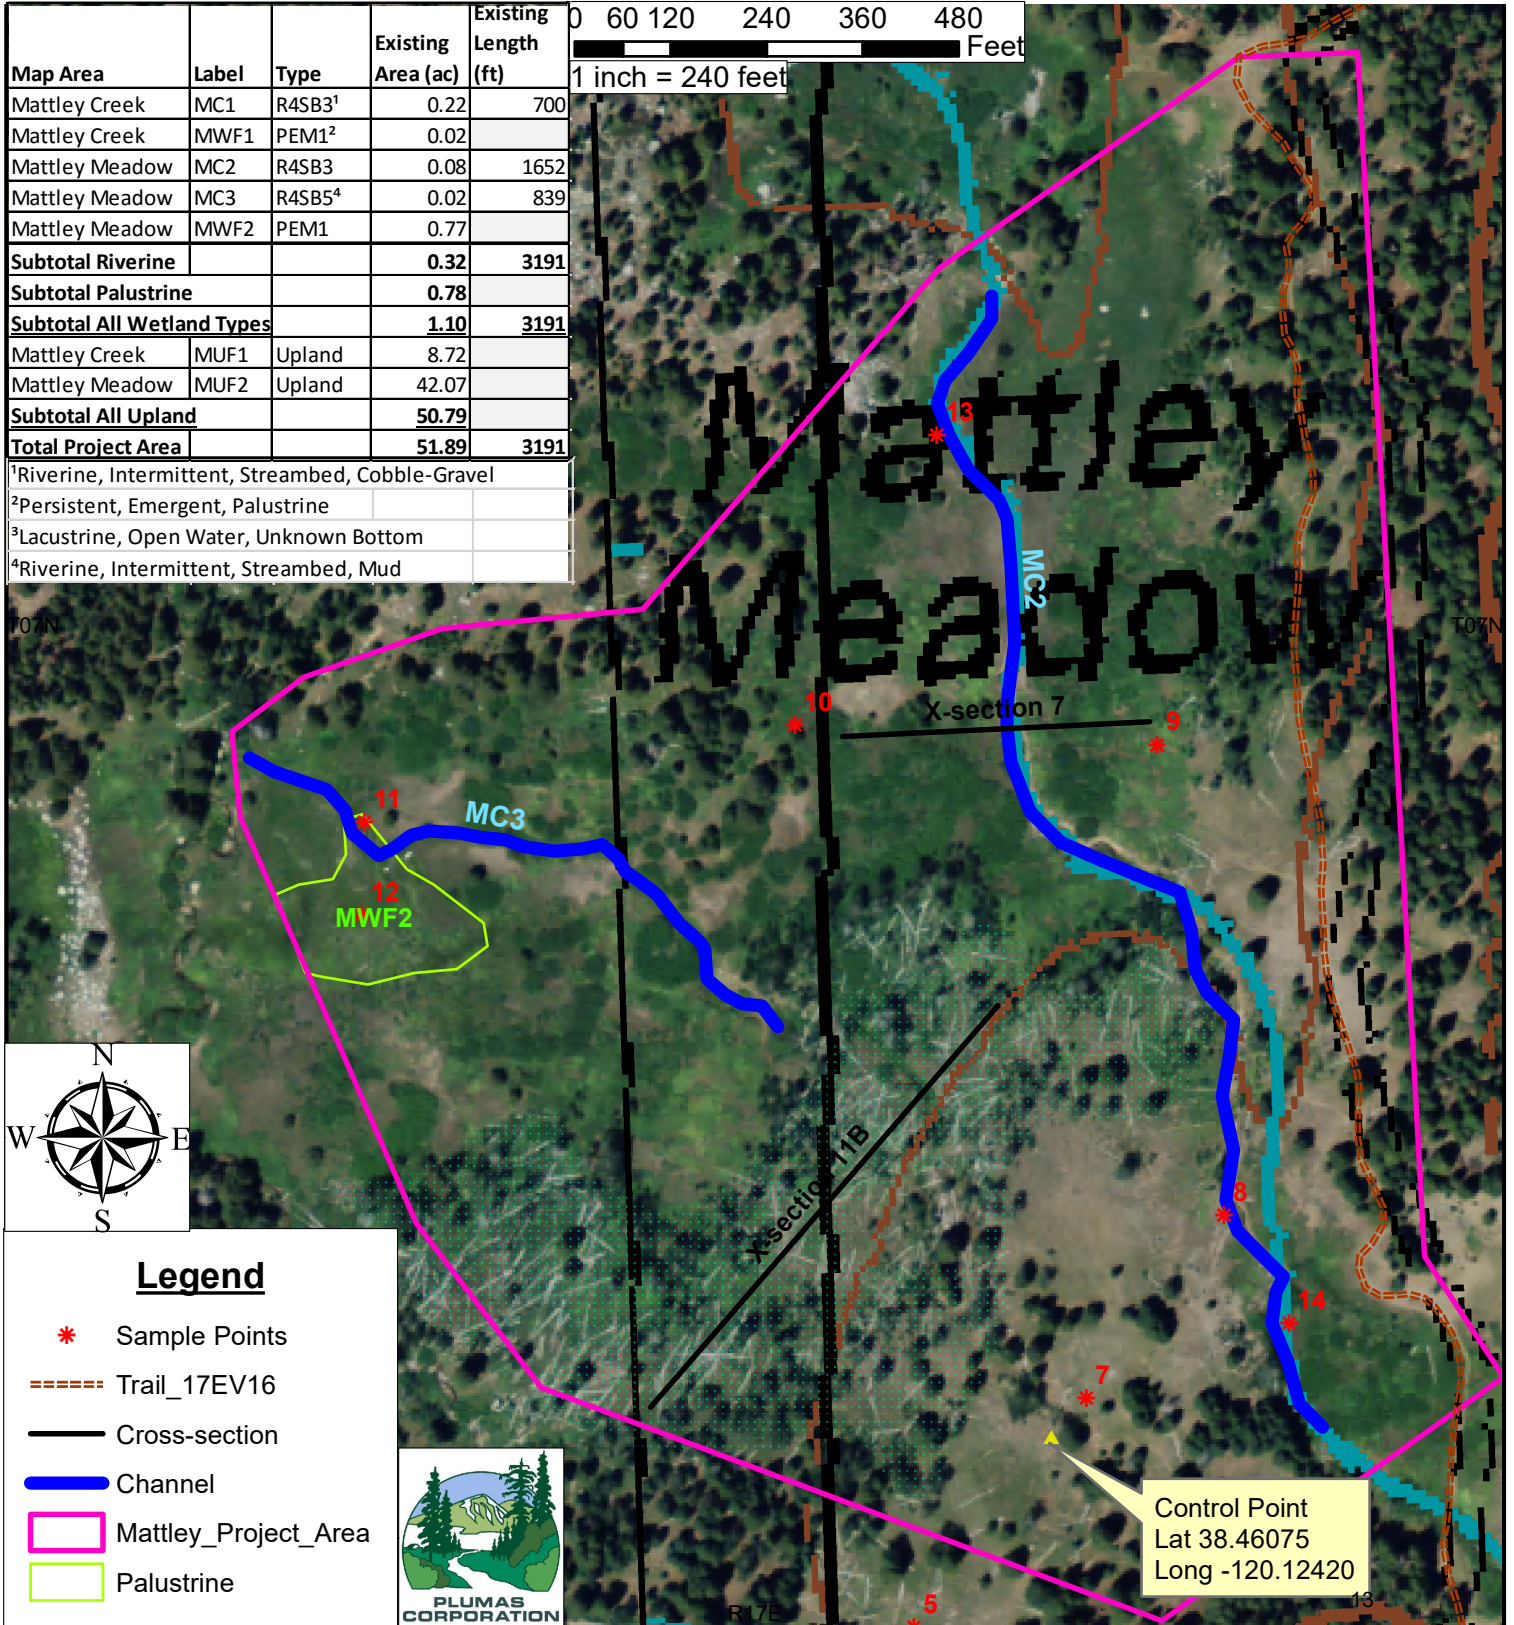 Map Area Label Type Existing Area (ac) Existing Length (ft)
Mattley Creek MC1 R4SB3¹ 0.22 700
Mattley Creek MWF1 PEM1² 0.02
Mattley Meadow MC2 R4SB3 0.08 1652
Mattley Meadow MC3 R4SB5⁴ 0.02 839
Mattley Meadow MWF2 PEM1 0.77
Subtotal Riverine 0.32 3191
Subtotal Palustrine 0.78
Subtotal All Wetland Types 1.10 3191
Mattley Creek MUF1 Upland 8.72
Mattley Meadow MUF2 Upland 42.07
Subtotal All Upland 50.79
Total Project Area 51.89 3191
¹Riverine, Intermittent, Streambed, Cobble-Gravel
²Persistent, Emergent, Palustrine
³Lacustrine, Open Water, Unknown Bottom
⁴Riverine, Intermittent, Streambed, Mud
0 60 120 240 360 480
Feet
1 inch = 240 feet
Mattley
13
MC2
Meadow
T07N
T07N
10
X-section 7
9
11
MC3
12
MWF2
X-section 11B
8
14
7
N
W E
S
Legend
Sample Points
Trail_17EV16
Cross-section
Channel
Mattley_Project_Area
Palustrine
PLUMAS
CORPORATION
Control Point
Lat 38.46075
Long -120.12420
13
5
R17E